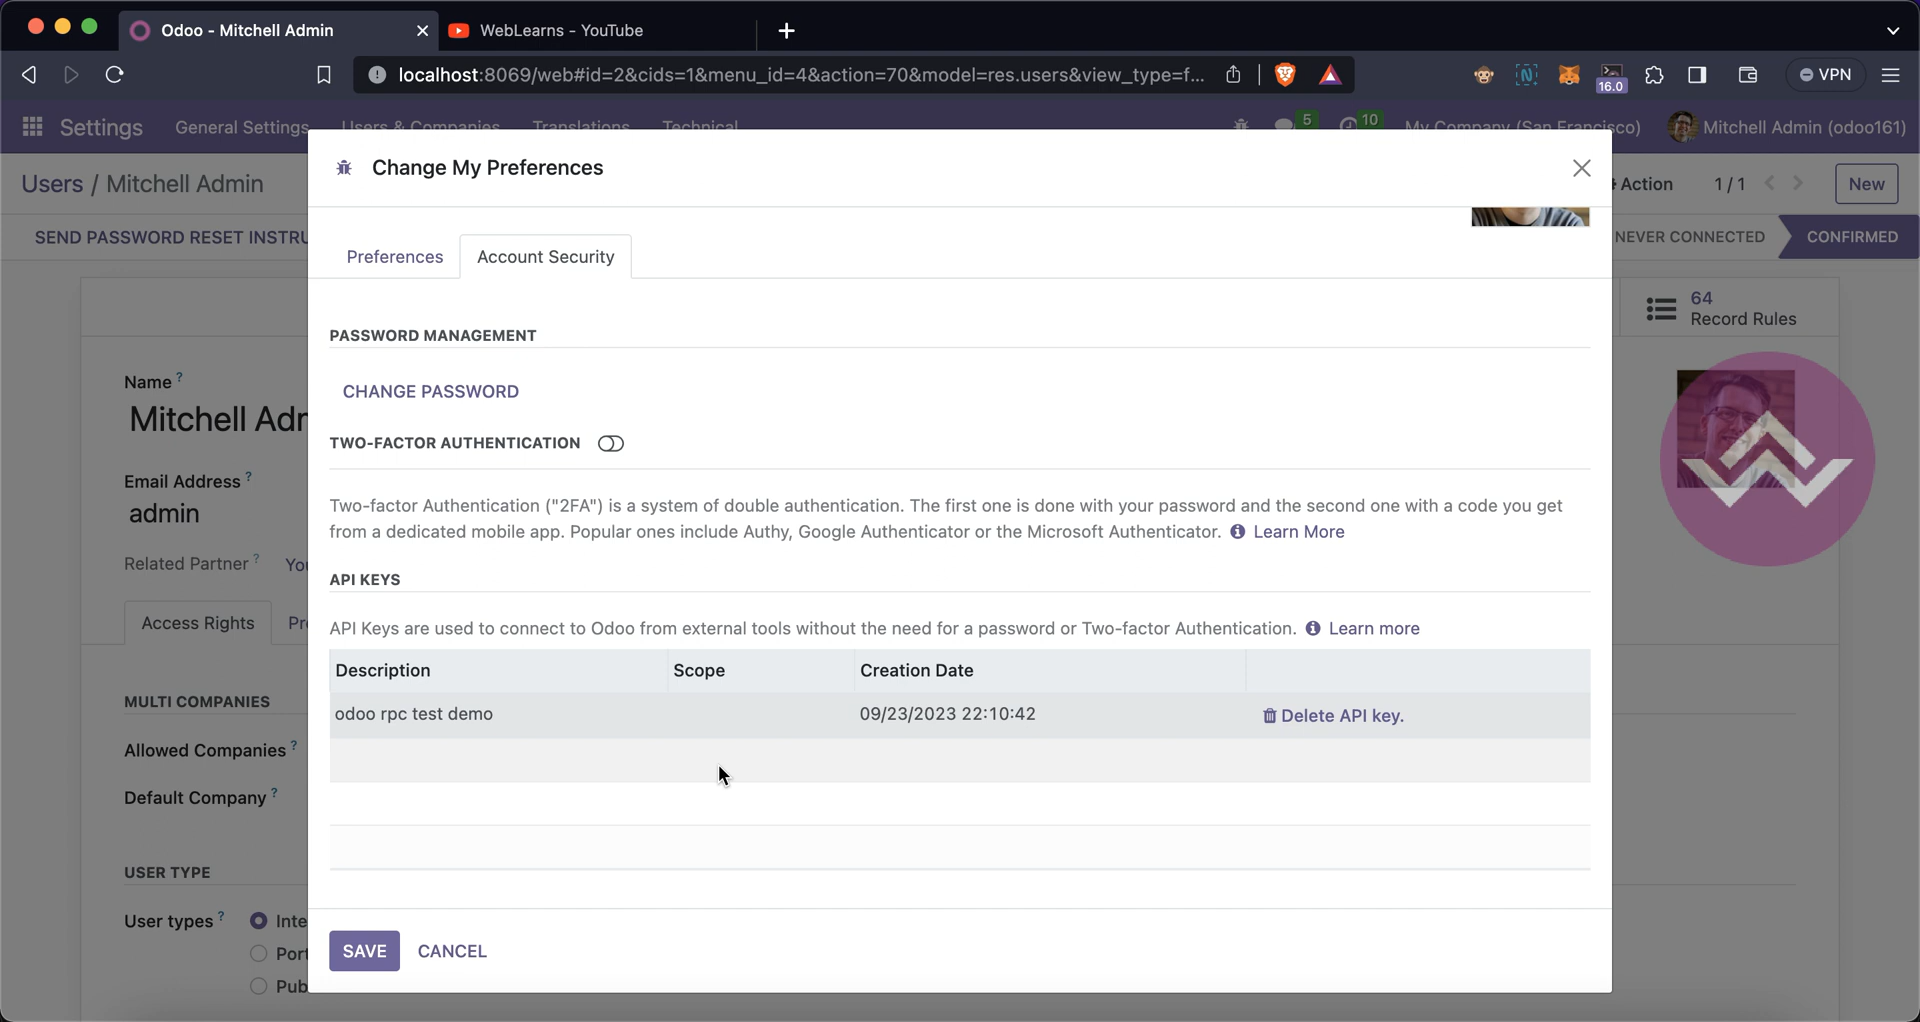 Odoo - Mitchell Admin
WebLearns - YouTube
localhost:8069/web#id=2&cids=1&menu_id=4&action=70&model=res.users&view_type=f...
16.0
VPN
Settings
General Settings
Users & Companies
Translations
Technical
5
10
My Company (San Francisco)
Mitchell Admin (odoo161)
Users / Mitchell Admin
Change My Preferences
Action
1 / 1
New
SEND PASSWORD RESET INSTRU
NEVER CONNECTED
CONFIRMED
Preferences
Account Security
64
Record Rules
PASSWORD MANAGEMENT
CHANGE PASSWORD
Name ?
Mitchell Adr
TWO-FACTOR AUTHENTICATION
Email Address ?
admin
Two-factor Authentication ("2FA") is a system of double authentication. The first one is done with your password and the second one with a code you get
from a dedicated mobile app. Popular ones include Authy, Google Authenticator or the Microsoft Authenticator. Learn More
Related Partner ?
You
API KEYS
Access Rights
Pr
API Keys are used to connect to Odoo from external tools without the need for a password or Two-factor Authentication. Learn more
Description
Scope
Creation Date
odoo rpc test demo
09/23/2023 22:10:42
Delete API key.
MULTI COMPANIES
Allowed Companies ?
Default Company ?
USER TYPE
User types ?
Inte
Port
Pub
SAVE
CANCEL